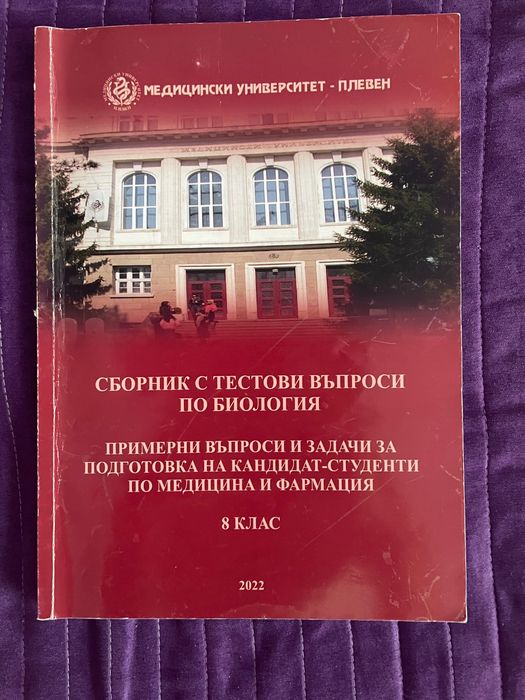 МЕДИЦИНСКИ УНИВЕРСИТЕТ - ПЛЕВЕН
СБОРНИК С ТЕСТОВИ ВЪПРОСИ
ПО БИОЛОГИЯ
ПРИМЕРНИ ВЪПРОСИ И ЗАДАЧИ ЗА
ПОДГОТОВКА НА КАНДИДАТ-СТУДЕНТИ
ПО МЕДИЦИНА И ФАРМАЦИЯ
8 КЛАС
2022